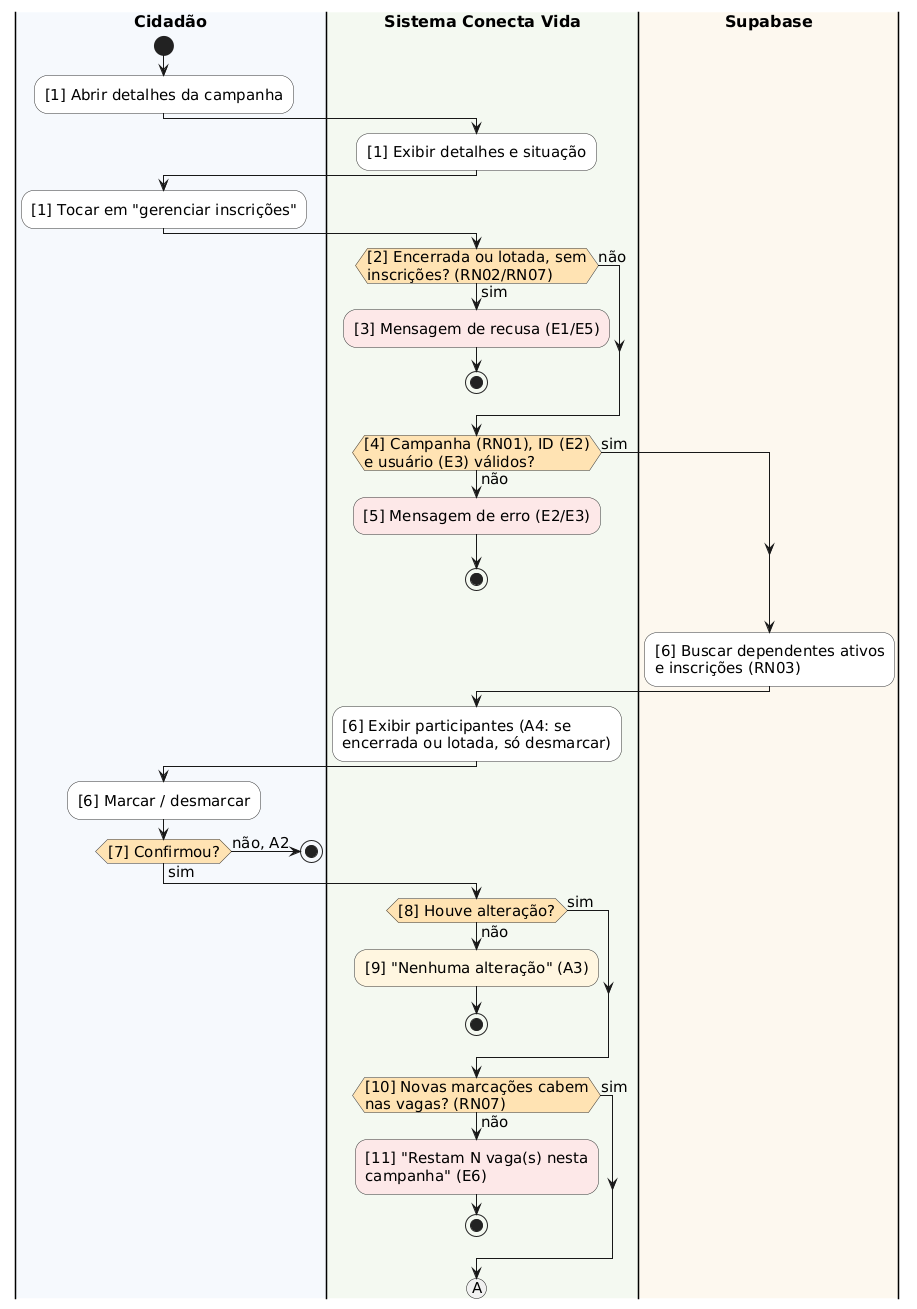 Cidadão
Sistema Conecta Vida
Supabase
[1] Abrir detalhes da campanha
[1] Exibir detalhes e situação
[1] Tocar em "gerenciar inscrições"
[2] Encerrada ou lotada, sem
inscrições? (RN02/RN07)
não
sim
[3] Mensagem de recusa (E1/E5)
[4] Campanha (RN01), ID (E2)
e usuário (E3) válidos?
sim
não
[5] Mensagem de erro (E2/E3)
[6] Buscar dependentes ativos
e inscrições (RN03)
[6] Exibir participantes (A4: se
encerrada ou lotada, só desmarcar)
[6] Marcar / desmarcar
[7] Confirmou?
não, A2
sim
[8] Houve alteração?
sim
não
[9] "Nenhuma alteração" (A3)
[10] Novas marcações cabem
nas vagas? (RN07)
sim
não
[11] "Restam N vaga(s) nesta
campanha" (E6)
A